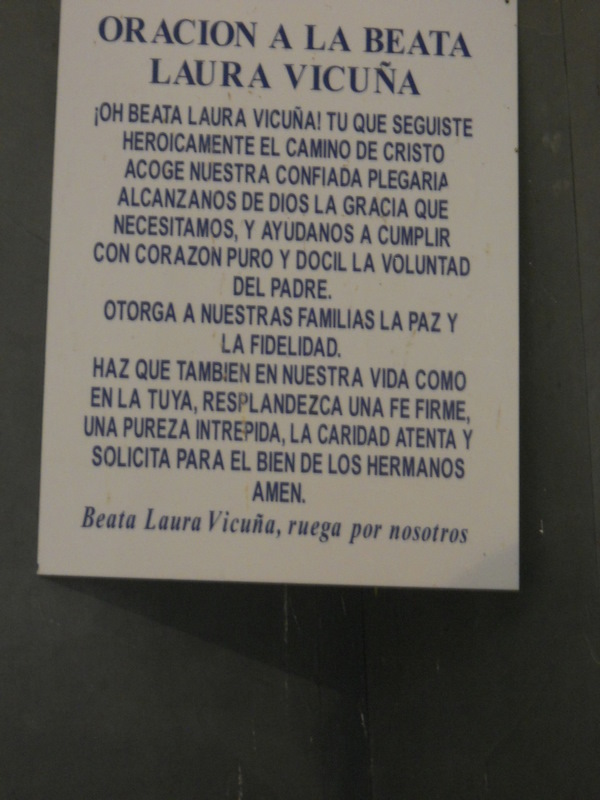 ORACION A LA BEATA
LAURA VICUÑA
¡OH BEATA LAURA VICUÑA! TU QUE SEGUISTE
HEROICAMENTE EL CAMINO DE CRISTO
ACOGE NUESTRA CONFIADA PLEGARIA
ALCANZANOS DE DIOS LA GRACIA QUE
NECESITAMOS, Y AYUDANOS A CUMPLIR
CON CORAZON PURO Y DOCIL LA VOLUNTAD
DEL PADRE.
OTORGA A NUESTRAS FAMILIAS LA PAZ Y
LA FIDELIDAD.
HAZ QUE TAMBIEN EN NUESTRA VIDA COMO
EN LA TUYA, RESPLANDEZCA UNA FE FIRME,
UNA PUREZA INTREPIDA, LA CARIDAD ATENTA Y
SOLICITA PARA EL BIEN DE LOS HERMANOS
AMEN.
Beata Laura Vicuña, ruega por nosotros